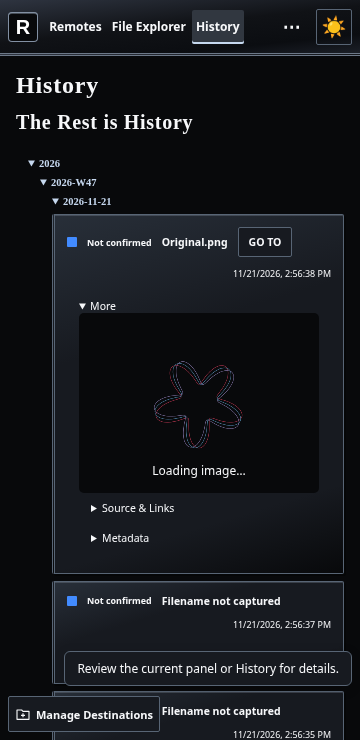 R Remotes File Explorer History ...
History
The Rest is History
▼ 2026
▼ 2026-W47
▼ 2026-11-21
Not confirmed Original.png GO TO
11/21/2026, 2:56:38 PM
▼ More
Loading image...
▶ Source & Links
▶ Metadata
Not confirmed Filename not captured
11/21/2026, 2:56:37 PM
Review the current panel or History for details.
Manage Destinations
Filename not captured
11/21/2026, 2:56:35 PM